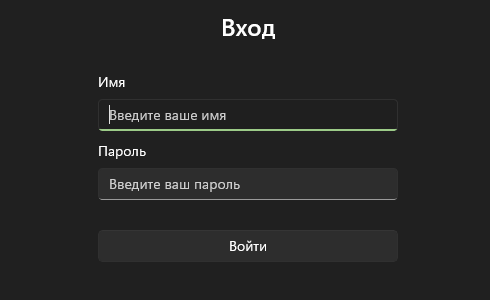 Вход
Имя
Введите ваше имя
Пароль
Введите ваш пароль
Войти